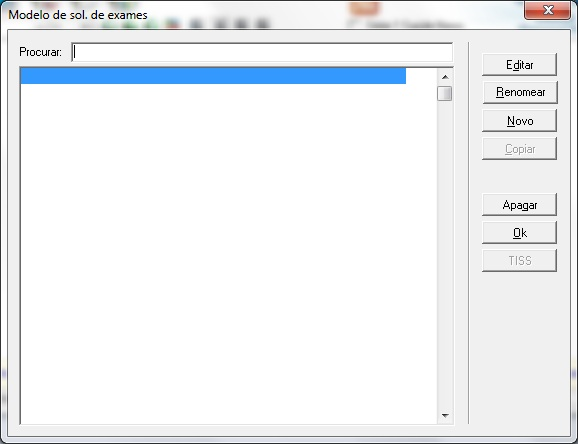 Modelo de sol. de exames
Procurar:
Editar
Renomear
Novo
Copiar
Apagar
Ok
TISS